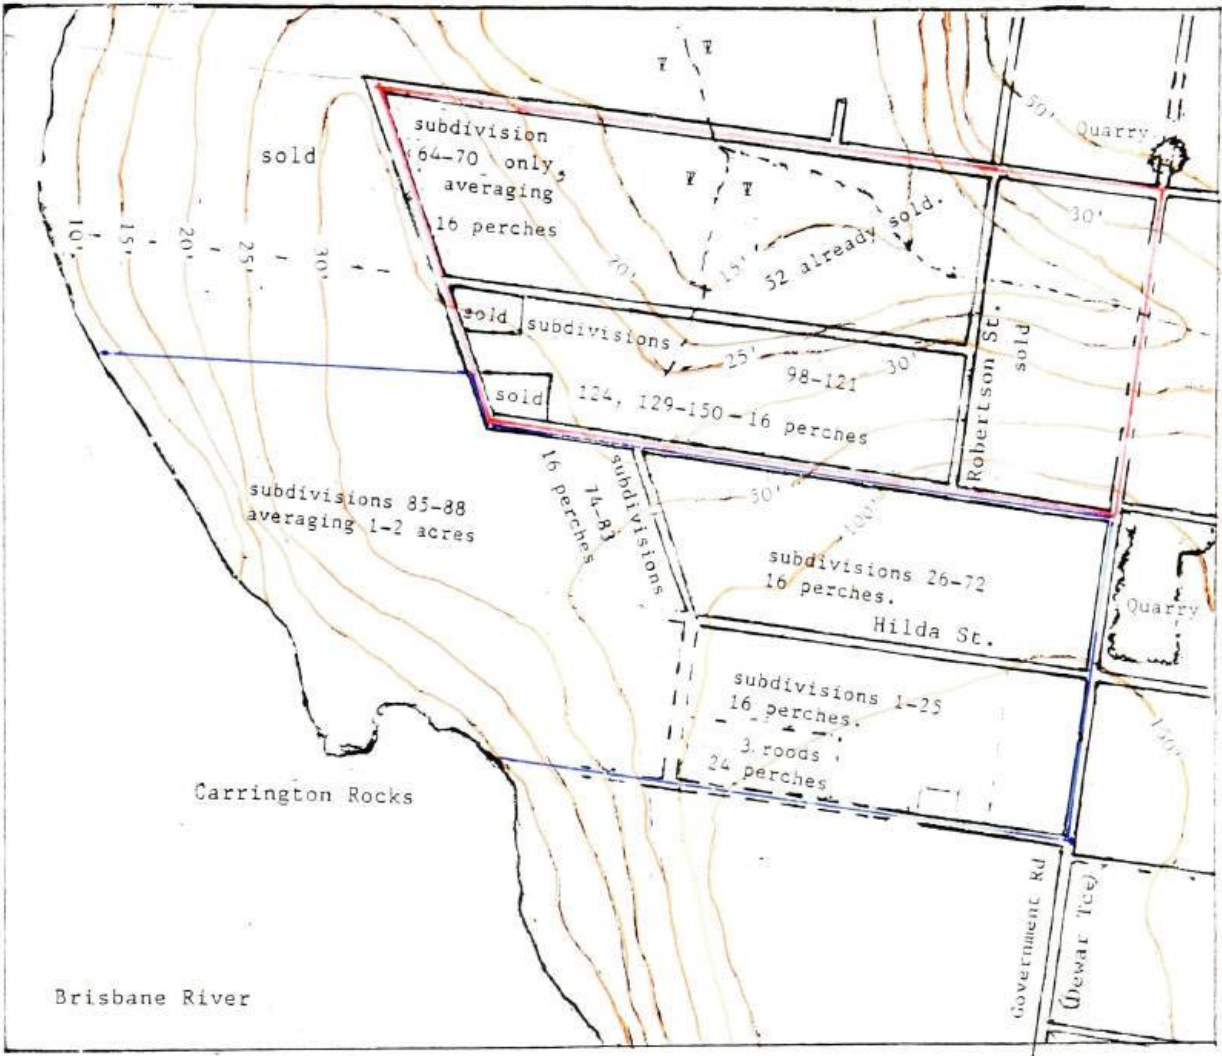 50'
Quarry
subdivision
64-70 only,
averaging
16 perches
sold
30'
52 already sold.
10'
15'
20'
25'
30'
20'
15'
sold
subdivisions
25'
30'
98-121
sold
124, 129-150-16 perches
Robertson St.
sold
50'
100'
subdivisions 85-88
averaging 1-2 acres
subdivisions
74-83
16 perches
subdivisions 26-72
16 perches.
Quarry
Hilda St.
subdivisions 1-25
16 perches.
3 roods
24 perches
150'
Carrington Rocks
Government Rd
(Dewar Tce)
Brisbane River